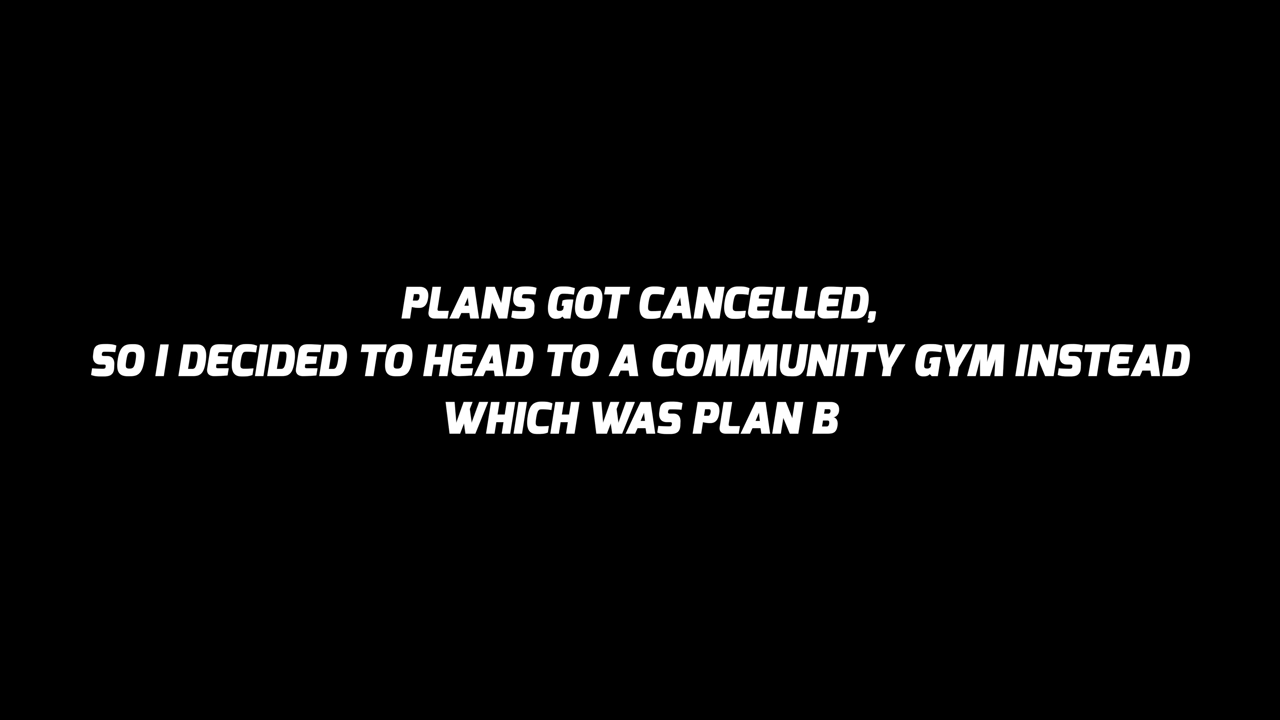 PLANS GOT CANCELLED,
SO I DECIDED TO HEAD TO A COMMUNITY GYM INSTEAD
WHICH WAS PLAN B